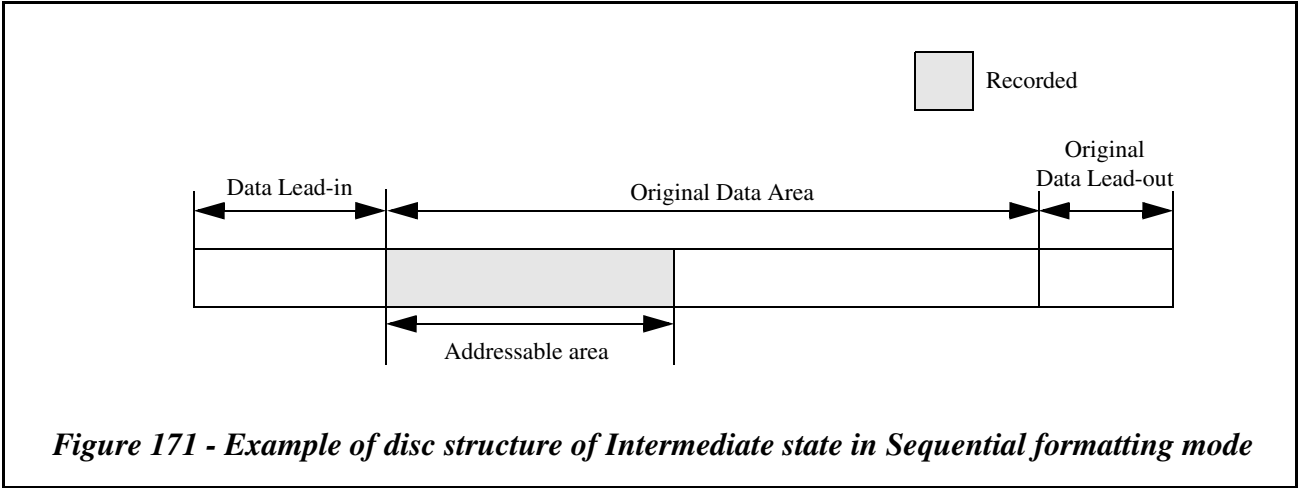 Recorded
Original
Data Lead-out
Data Lead-in
Original Data Area
Addressable area
Figure 171 - Example of disc structure of Intermediate state in Sequential formatting mode